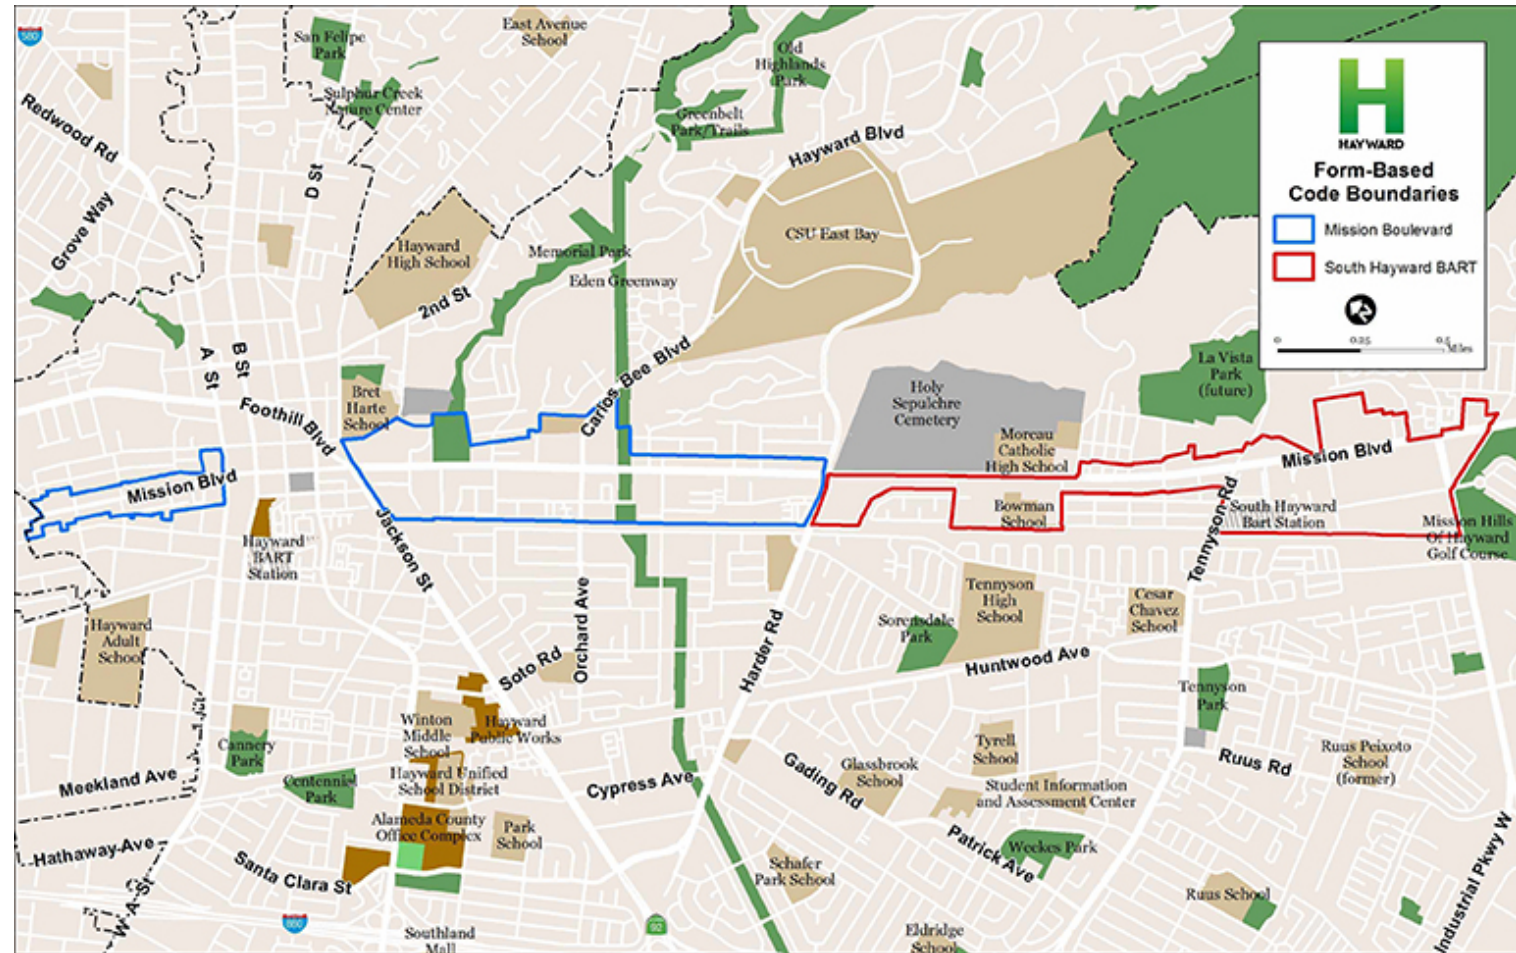 580
San Felipe
Park
East Avenue
School
Old
Highlands
Park
Sulphur Creek
Nature Center
Greenbelt
Park/Trails
Redwood Rd
D St
Grove Way
Hayward Blvd
CSU East Bay
Hayward
High School
Memorial Park
Eden Greenway
2nd St
HAYWARD
Form-Based
Code Boundaries
Mission Boulevard
South Hayward BART
0
0.25
0.5
Miles
A St
B St
Foothill Blvd
Bret
Harte
School
Carlos Bee Blvd
Holy
Sepulchre
Cemetery
La Vista
Park
(future)
Moreau
Catholic
High School
Mission Blvd
Mission Blvd
Bowman
School
South Hayward
Bart Station
Mission Hills
Of Hayward
Golf Course
Hayward
BART
Station
Jackson St
Tennyson Rd
Hayward
Adult
School
Orchard Ave
Soto Rd
Harder Rd
Sorensdale
Park
Tennyson
High
School
Cesar
Chavez
School
Huntwood Ave
Tennyson
Park
Winton
Middle
School
Hayward
Public Works
Cannery
Park
Centennial
Park
Hayward Unified
School District
Meekland Ave
Cypress Ave
Gading Rd
Glassbrook
School
Tyrell
School
Student Information
and Assessment Center
Ruus Rd
Ruus Peixoto
School
(former)
Alameda County
Office Complex
Park
School
Hathaway Ave
Santa Clara St
W A St
Schafer
Park School
Patrick Ave
Weekes Park
Ruus School
Industrial Pkwy W
880
92
Southland
Mall
Eldridge
School